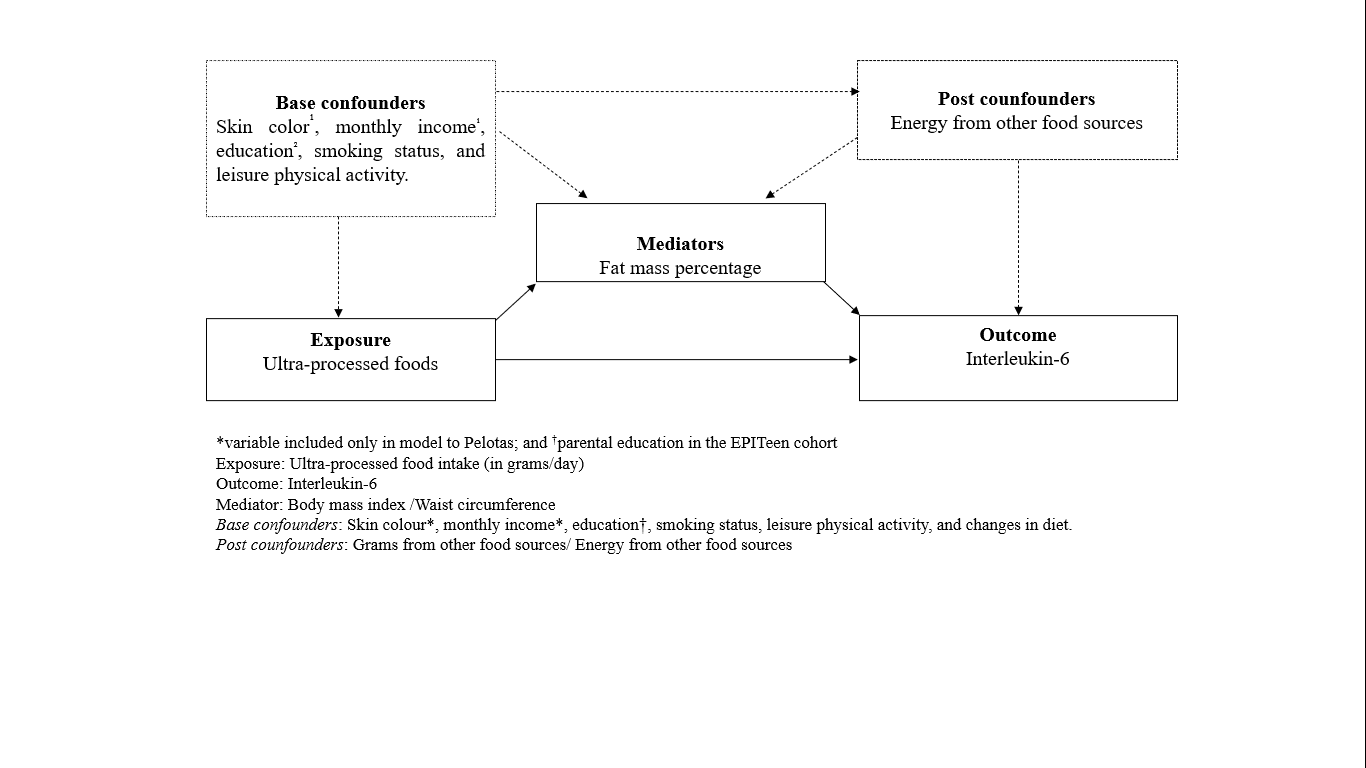 Base confounders
Skin color¹, monthly income¹,
education², smoking status, and
leisure physical activity.
Post counfounders
Energy from other food sources
Mediators
Fat mass percentage
Exposure
Ultra-processed foods
Outcome
Interleukin-6
*variable included only in model to Pelotas; and †parental education in the EPITeen cohort
Exposure: Ultra-processed food intake (in grams/day)
Outcome: Interleukin-6
Mediator: Body mass index /Waist circumference
Base confounders: Skin colour*, monthly income*, education†, smoking status, leisure physical activity, and changes in diet.
Post counfounders: Grams from other food sources/ Energy from other food sources